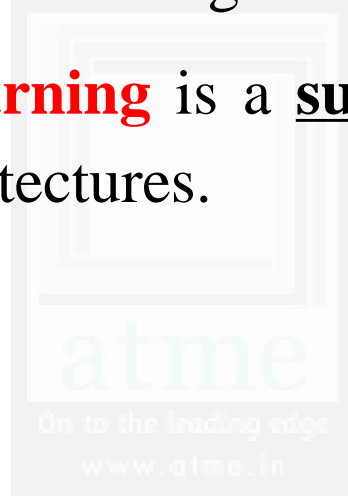 rning is a su
tectures.
atme
On to the leading edge
www.atme.in